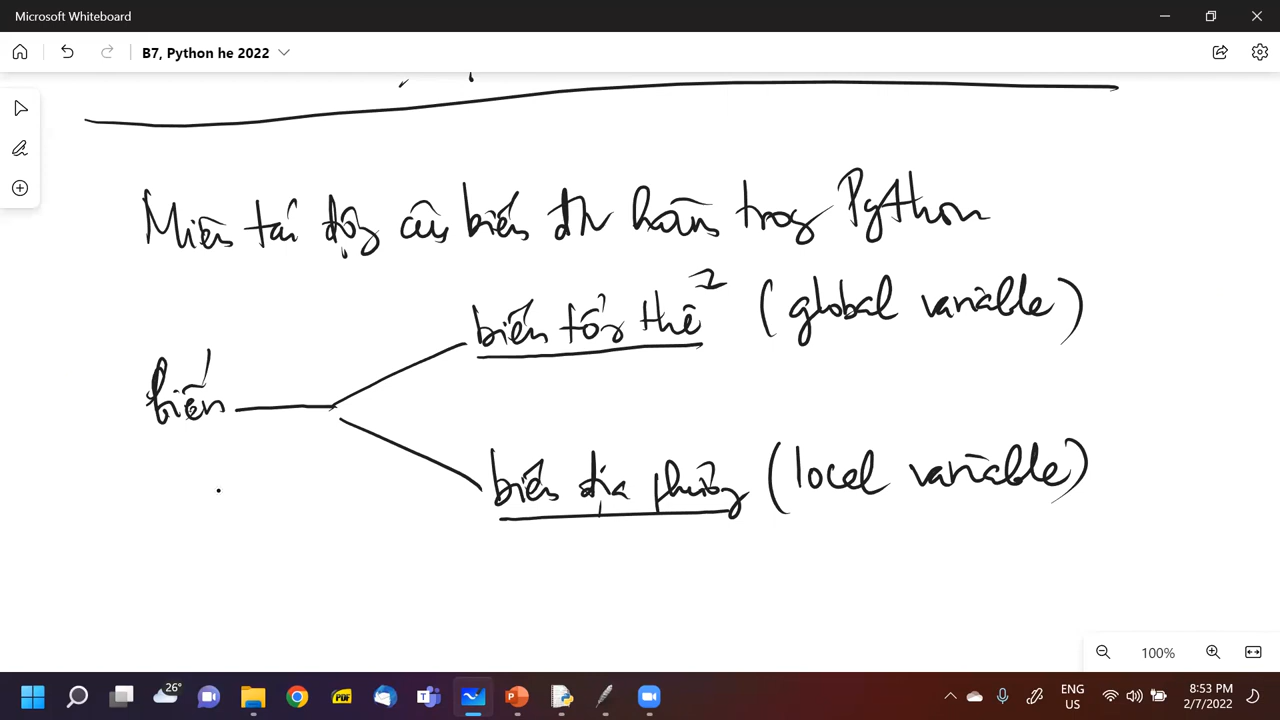 Microsoft Whiteboard
B7, Python he 2022
Miền tác động của biến đv hàm trong Python
biến tổng thể (global variable)
biến
biến địa phương (local variable)
100%
26°
ENG
US
8:53 PM
2/7/2022